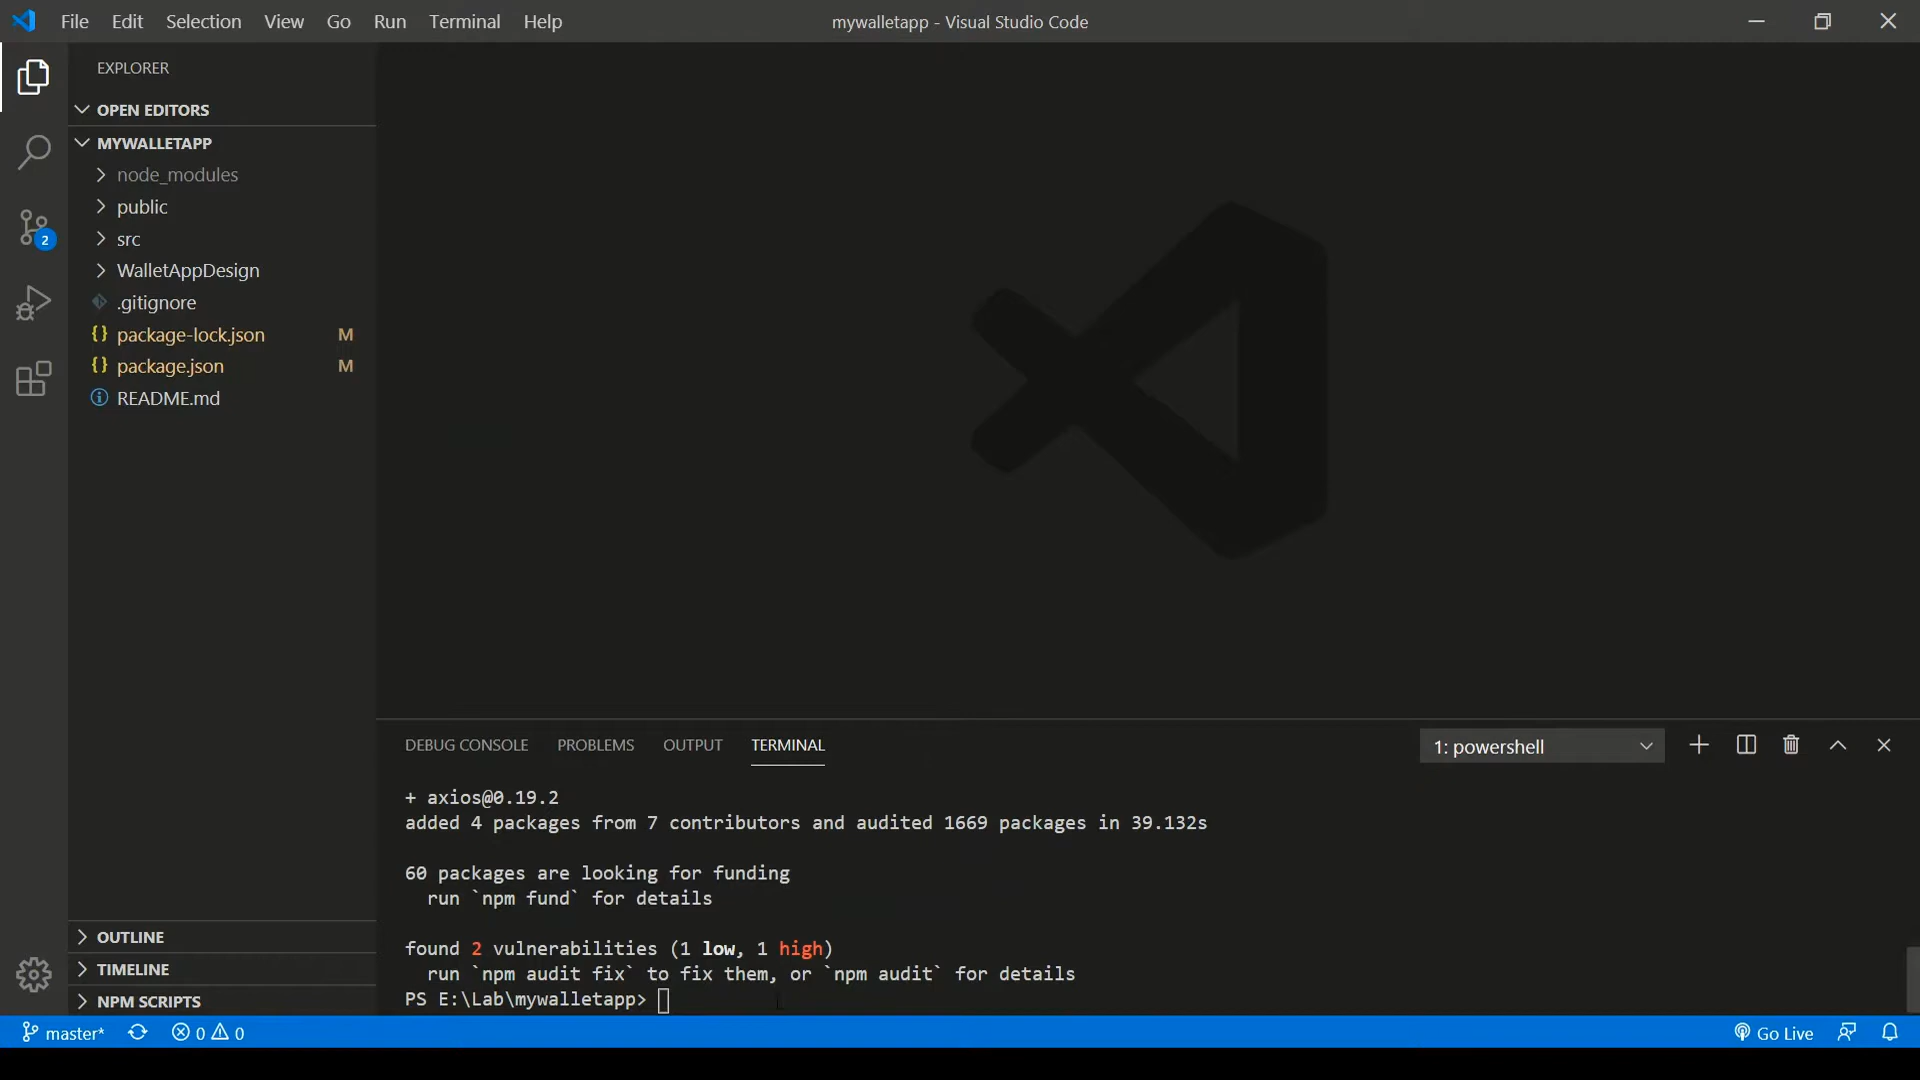 File Edit Selection View Go Run Terminal Help
mywalletapp - Visual Studio Code
EXPLORER
OPEN EDITORS
MYWALLETAPP
node_modules
public
src
WalletAppDesign
.gitignore
{} package-lock.json M
{} package.json M
README.md
OUTLINE
TIMELINE
NPM SCRIPTS
2
DEBUG CONSOLE PROBLEMS OUTPUT TERMINAL
1: powershell
+ axios@0.19.2
added 4 packages from 7 contributors and audited 1669 packages in 39.132s
60 packages are looking for funding
run `npm fund` for details
found 2 vulnerabilities (1 low, 1 high)
run `npm audit fix` to fix them, or `npm audit` for details
PS E:\Lab\mywalletapp>
master* 0 0
Go Live